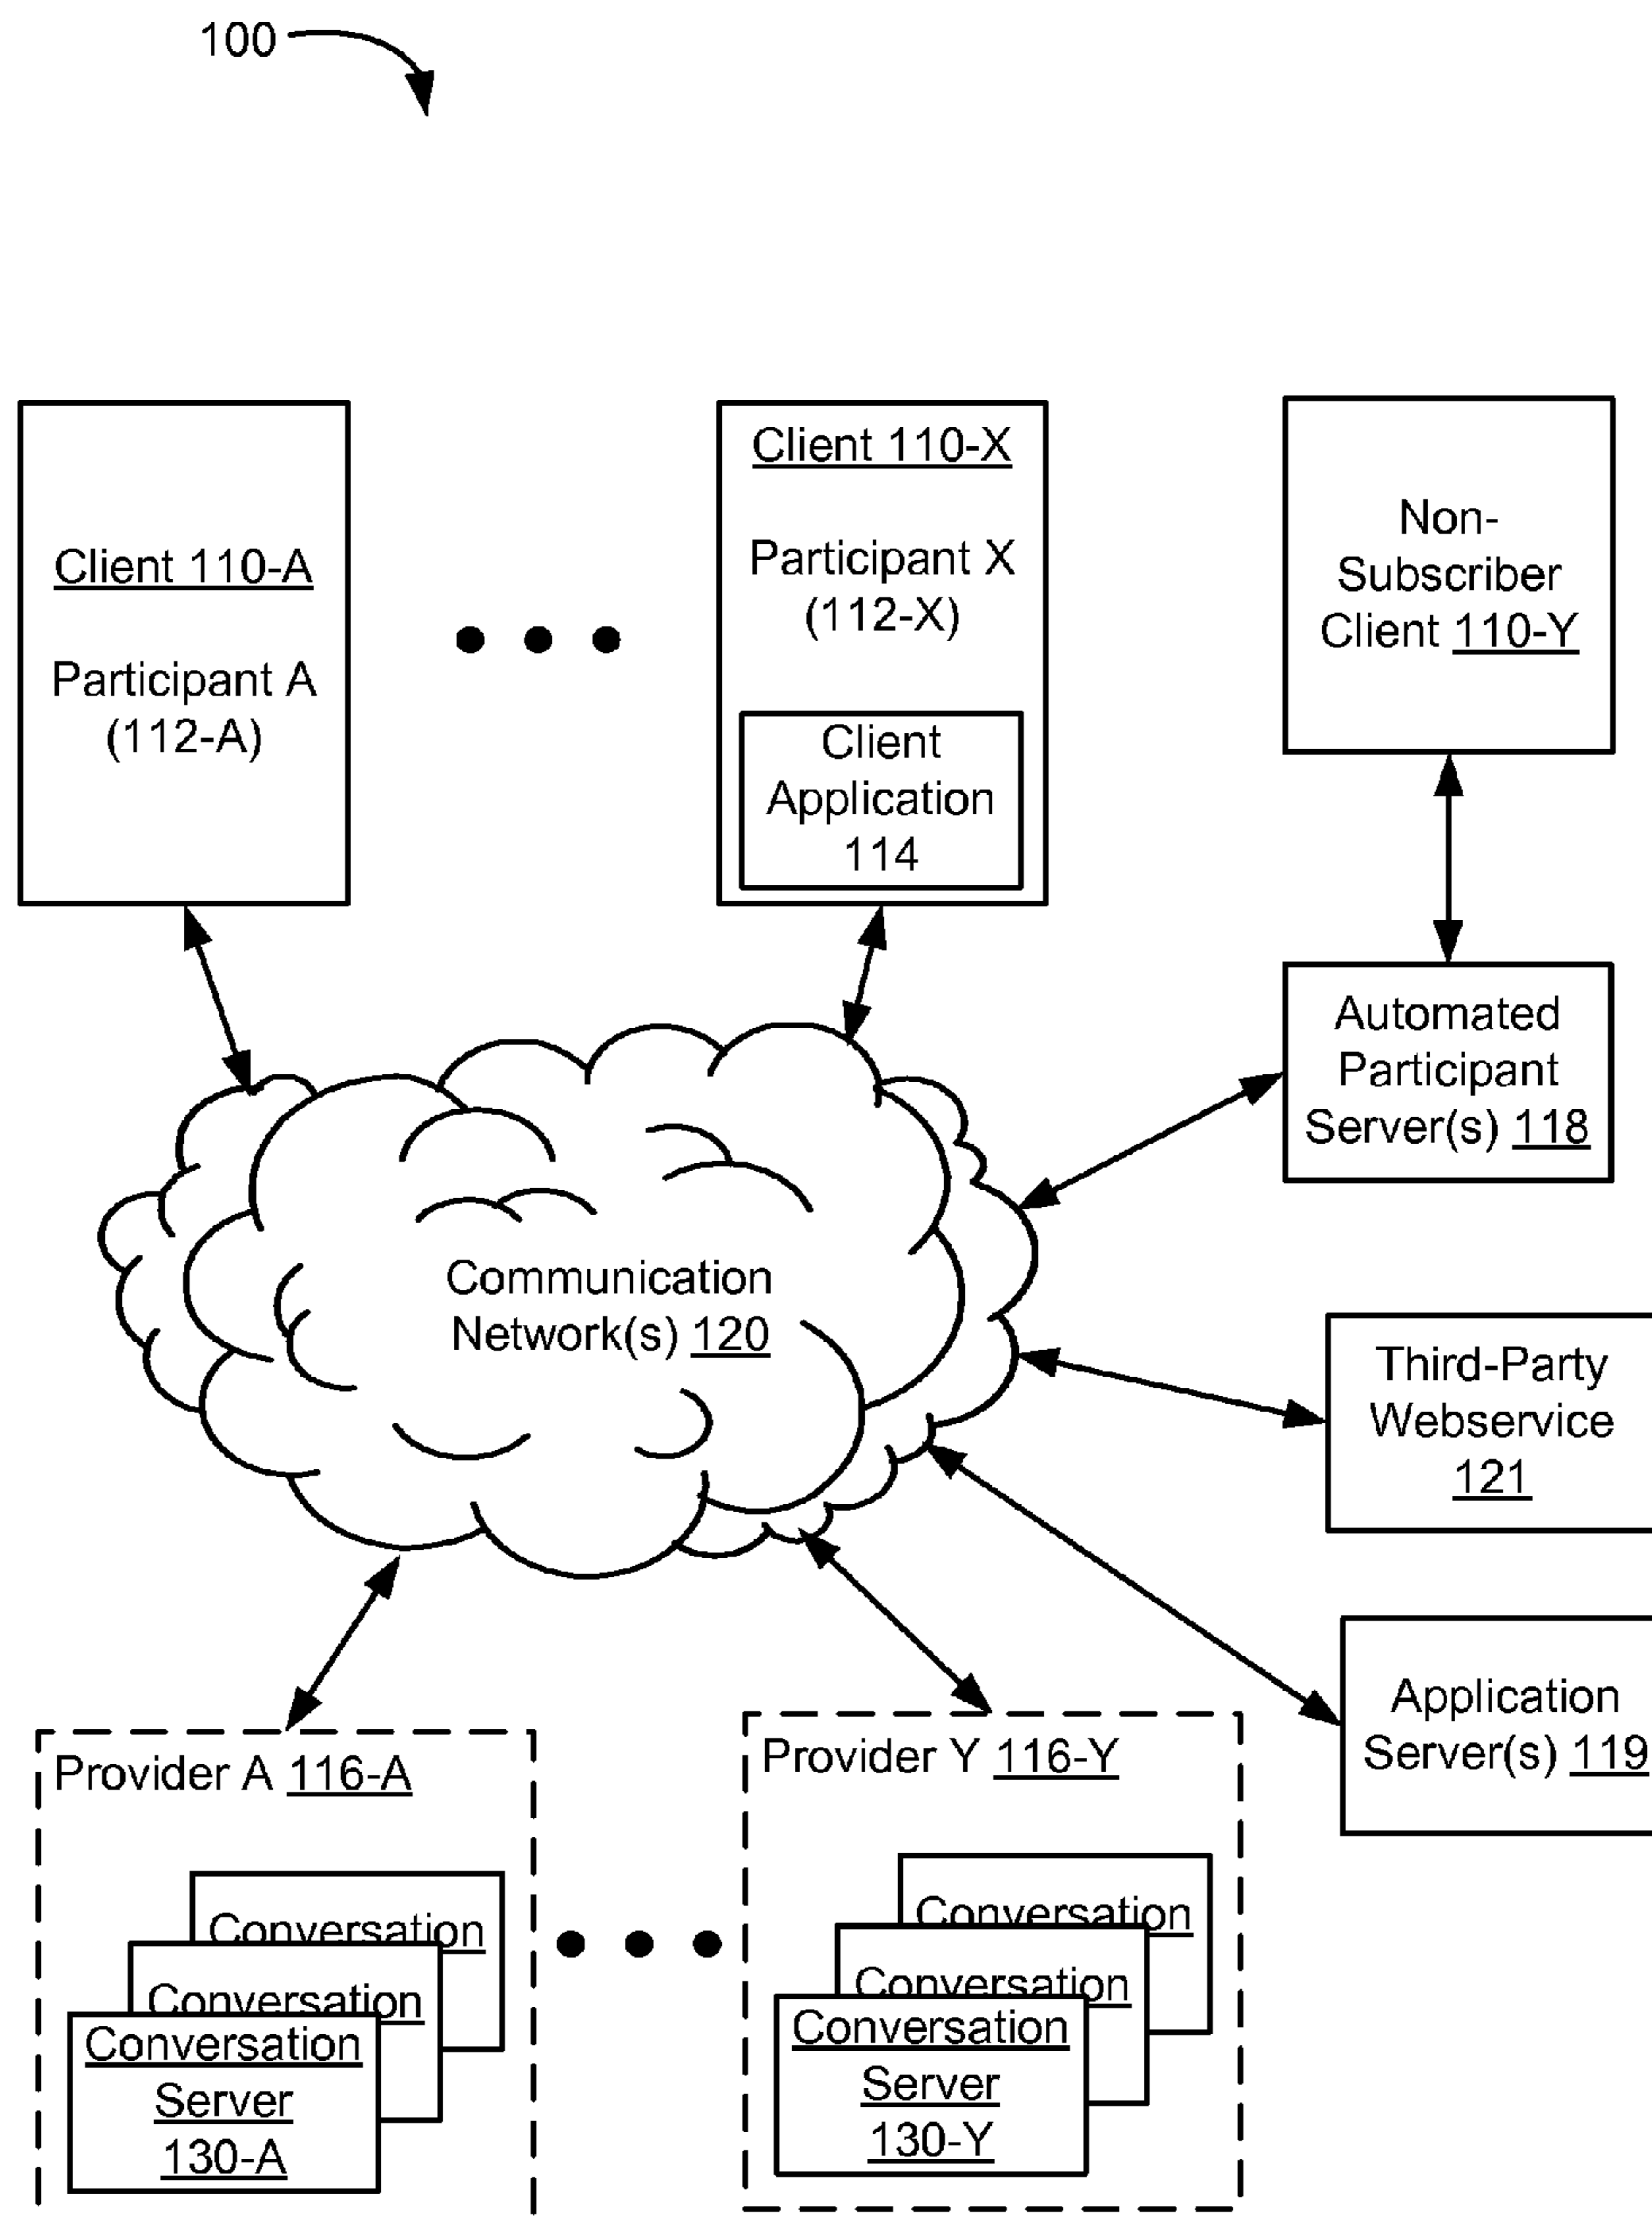 100
Client 110-A
Participant A
(112-A)
Client 110-X
Participant X
(112-X)
Client
Application
114
Non-
Subscriber
Client 110-Y
Automated
Participant
Server(s) 118
Communication
Network(s) 120
Third-Party
Webservice
121
Application
Server(s) 119
Provider A 116-A
Conversation
Conversation
Conversation
Server
130-A
Provider Y 116-Y
Conversation
Conversation
Conversation
Server
130-Y